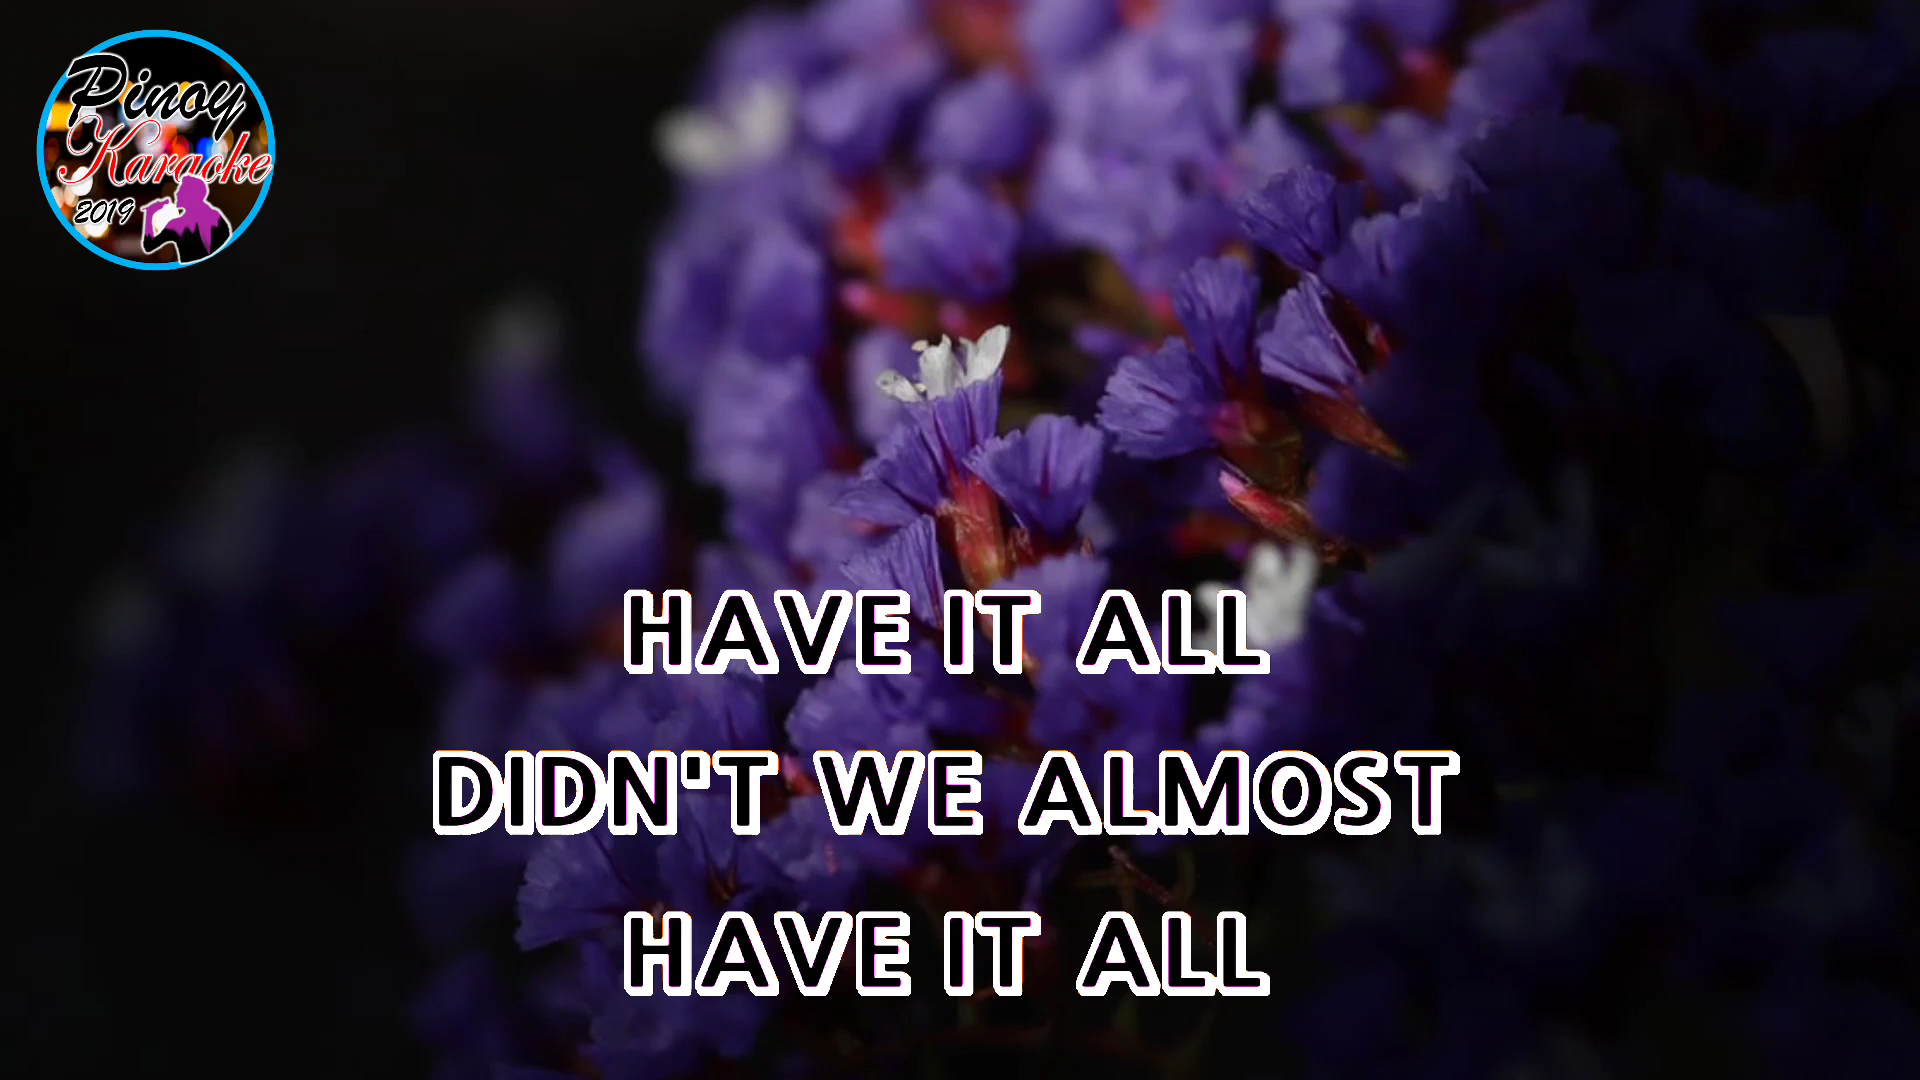 Pinoy
Karaoke
2019
HAVE IT ALL
DIDN'T WE ALMOST
HAVE IT ALL